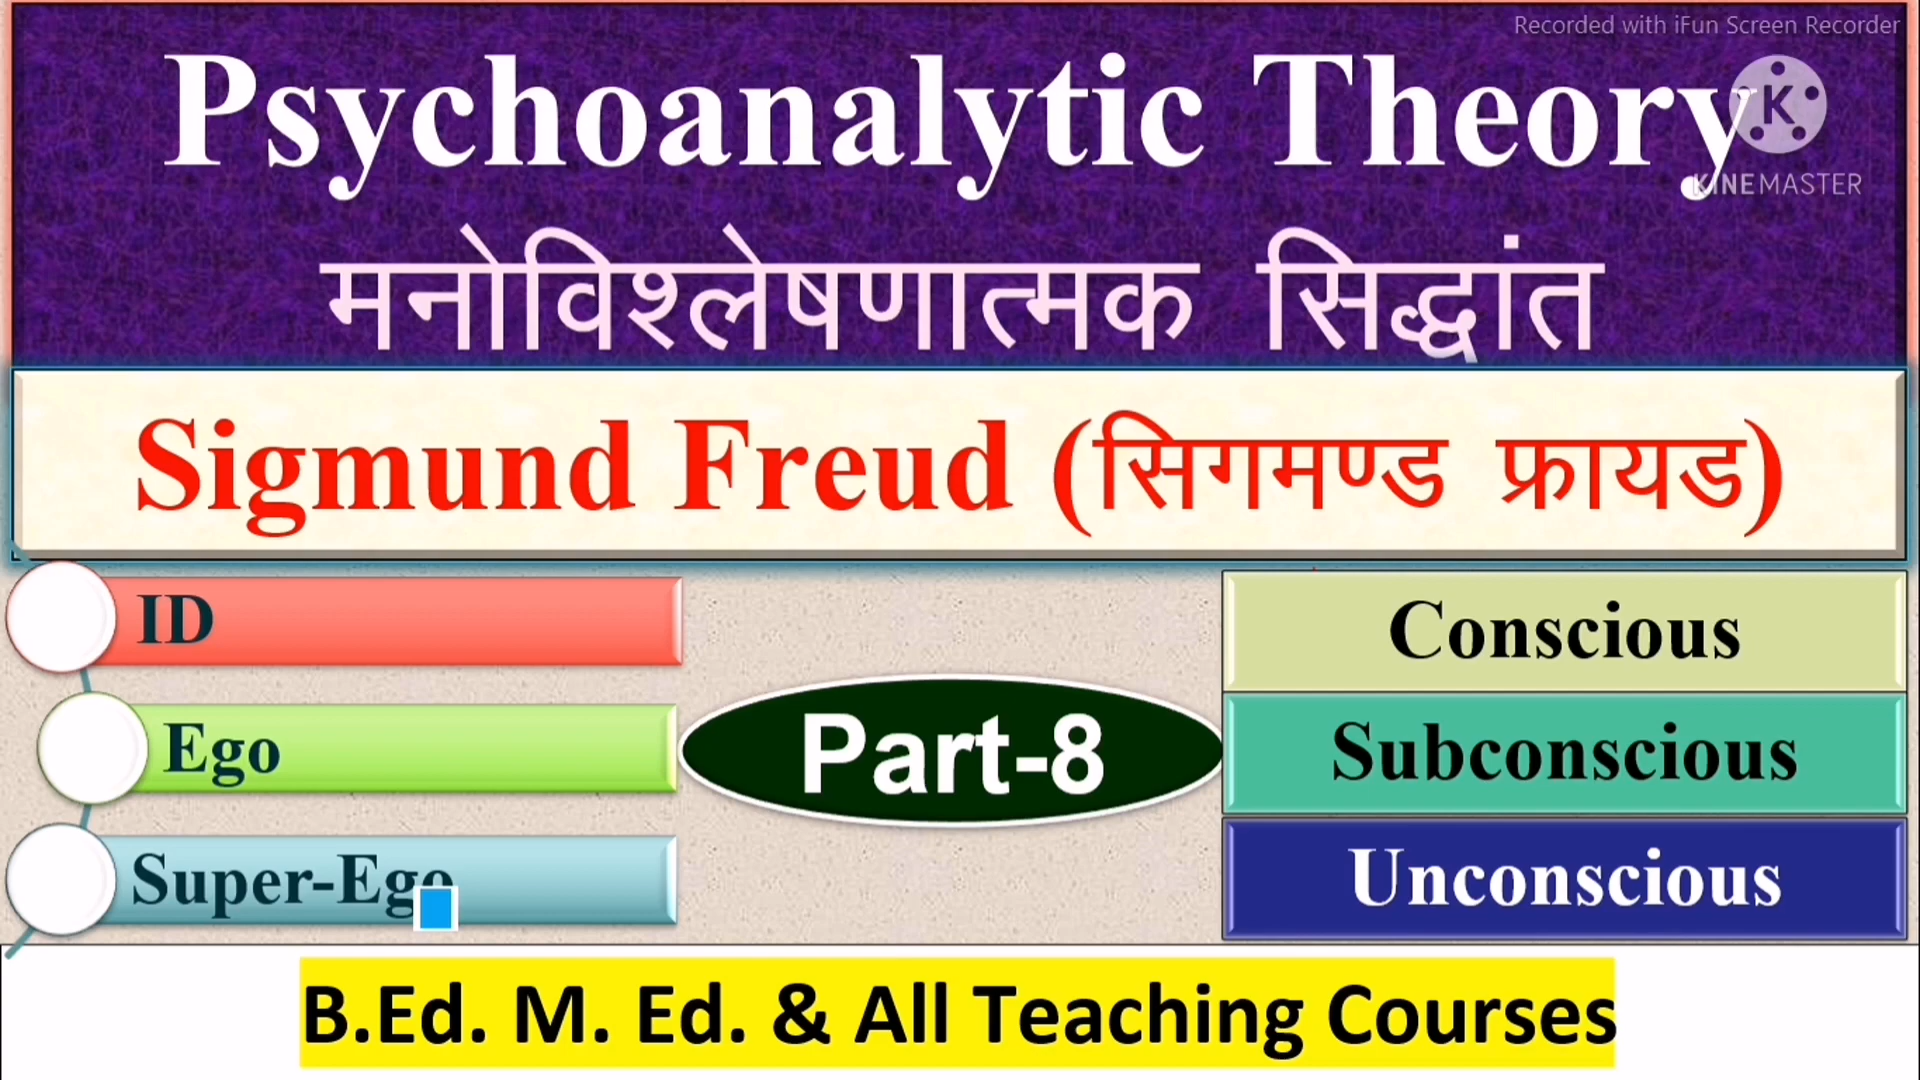 Recorded with iFun Screen Recorder
Psychoanalytic Theory
K
KINEMASTER
मनोविश्लेषणात्मक सिद्धांत
Sigmund Freud (सिगमण्ड फ्रायड)
ID
Ego
Super-Ego
Part-8
Conscious
Subconscious
Unconscious
B.Ed. M. Ed. & All Teaching Courses